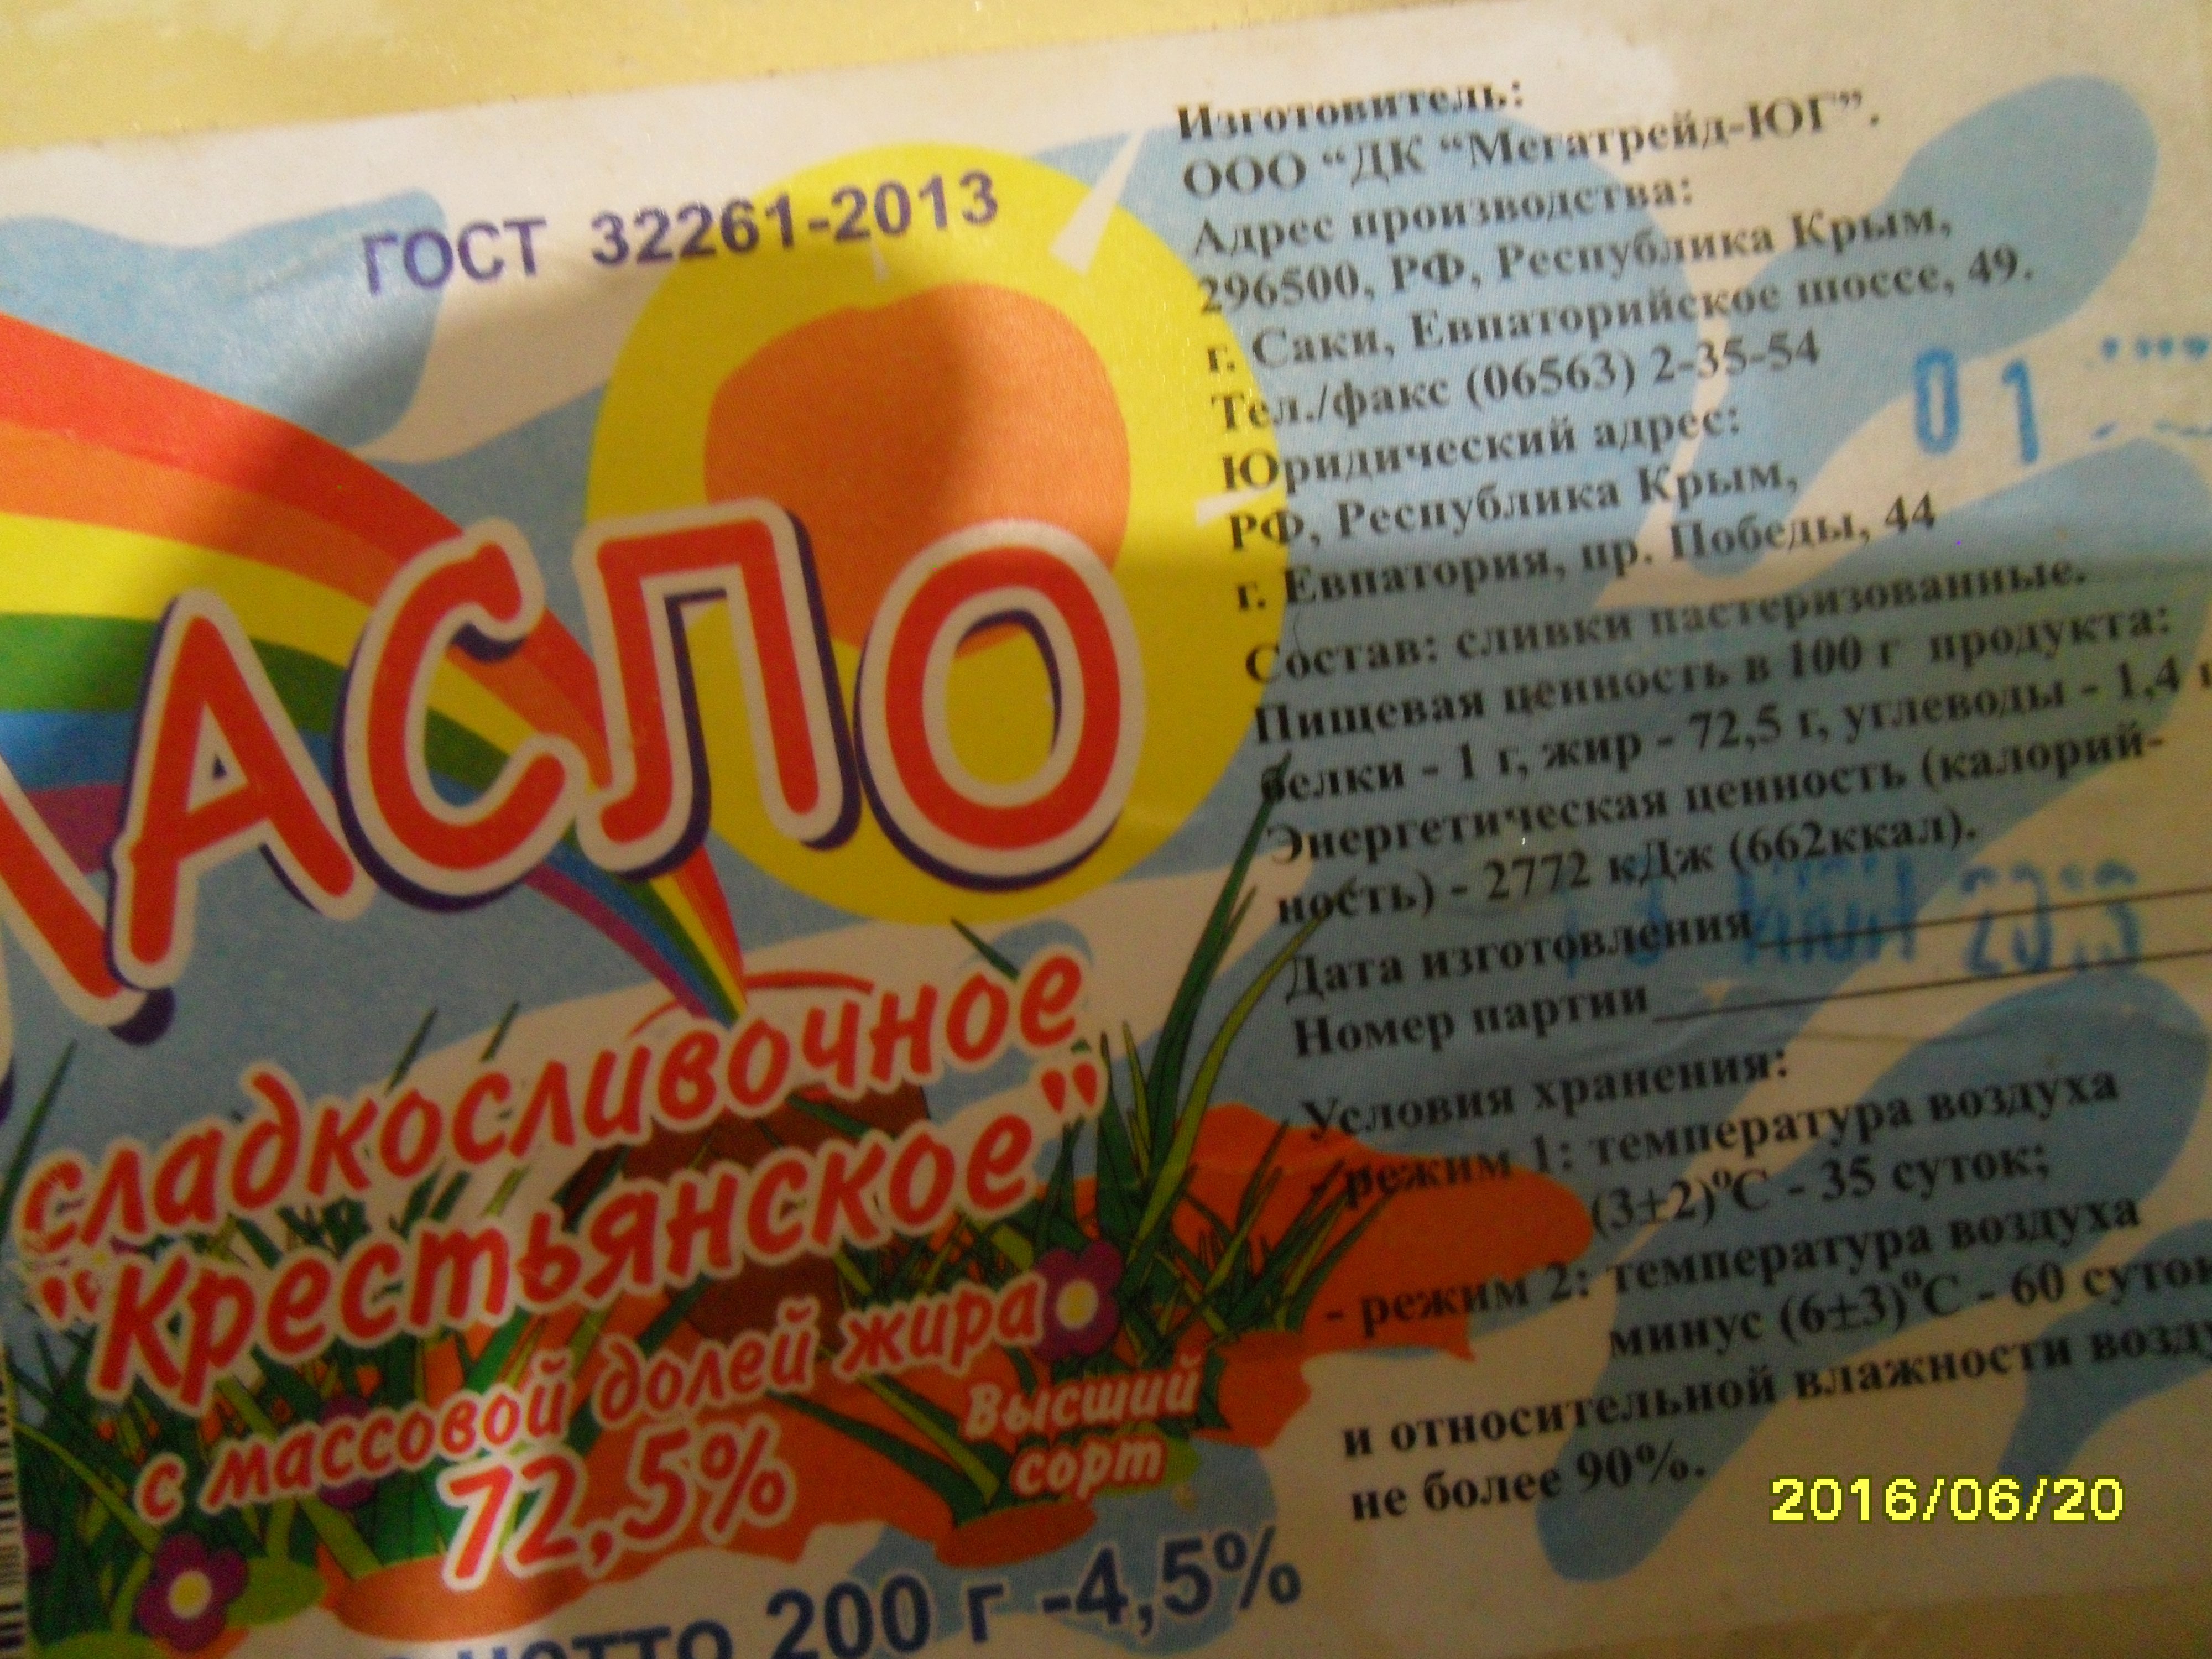 ГОСТ 32261-2013
АСЛО
сладкосливочное
"Крестьянское"
с массовой долей жира
72,5%
Высший
сорт
нетто 200 г -4,5%
Изготовитель:
ООО “ДК “Мегатрейд-ЮГ”.
Адрес производства:
296500, РФ, Республика Крым,
г. Саки, Евпаторийское шоссе, 49.
Тел./факс (06563) 2-35-54
Юридический адрес:
РФ, Республика Крым,
г. Евпатория, пр. Победы, 44
Состав: сливки пастеризованные.
Пищевая ценность в 100 г продукта:
белки - 1 г, жир - 72,5 г, углеводы - 1,4 г
Энергетическая ценность (калорий-
ность) - 2772 кДж (662ккал).
Дата изготовления
Номер партии
Условия хранения:
- режим 1: температура воздуха
(3±2)°С - 35 суток;
- режим 2: температура воздуха
минус (6±3)°С - 60 суток
и относительной влажности возду
не более 90%.
01
2016/06/20